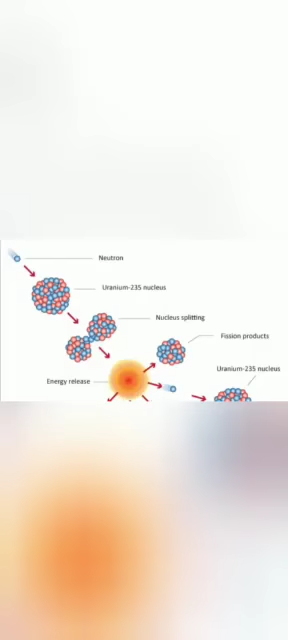 Neutron
Uranium-235 nucleus
Nucleus splitting
Fission products
Uranium-235 nucleus
Energy release